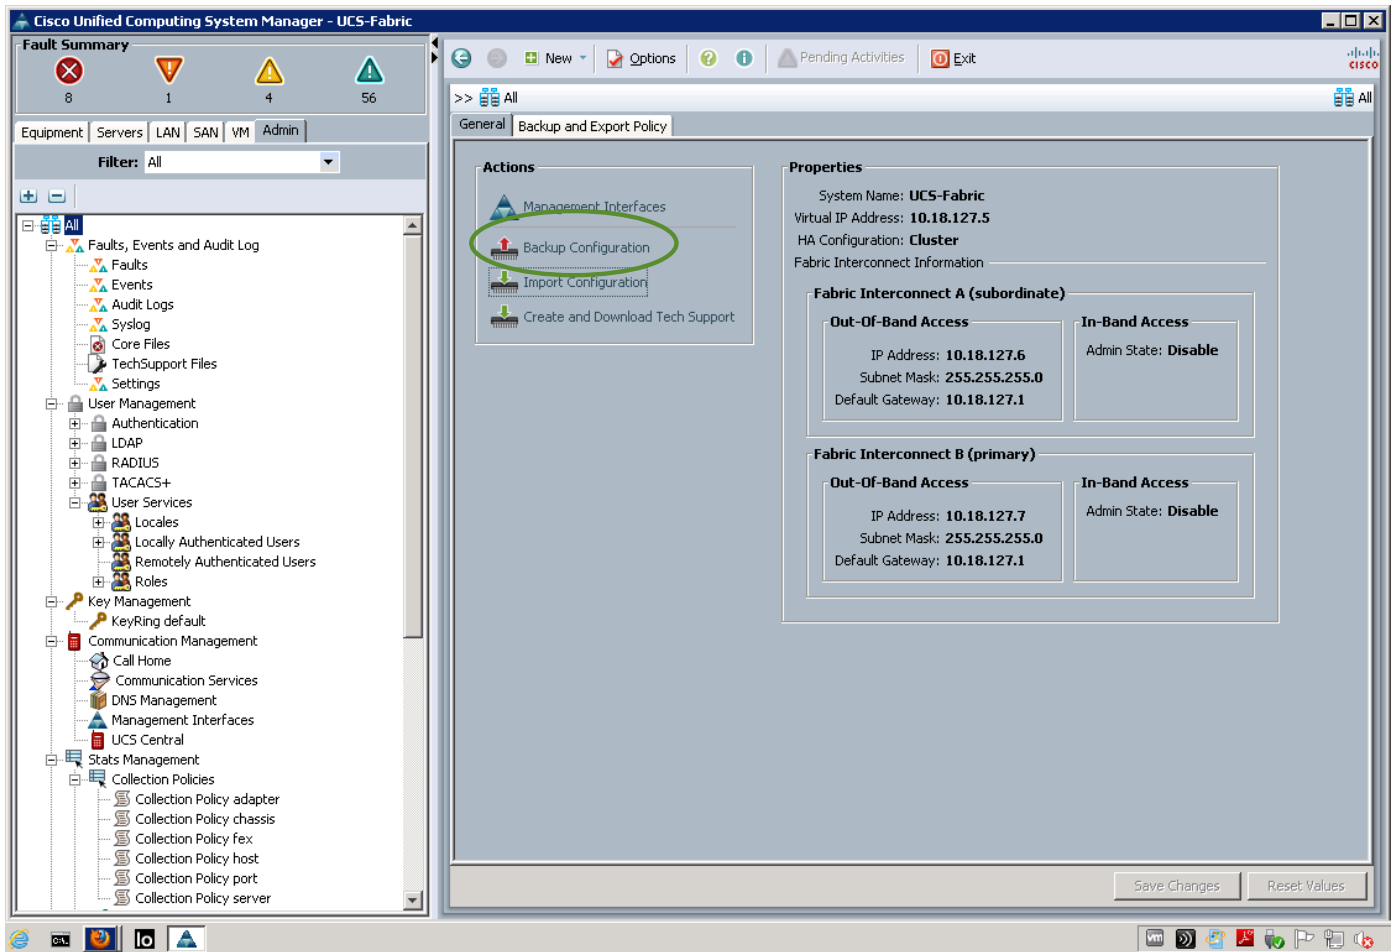 Cisco Unified Computing System Manager - UCS-Fabric
Fault Summary
8 1 4 56
Equipment Servers LAN SAN VM Admin
Filter: All
All
Faults, Events and Audit Log
Faults
Events
Audit Logs
Syslog
Core Files
TechSupport Files
Settings
User Management
Authentication
LDAP
RADIUS
TACACS+
User Services
Locales
Locally Authenticated Users
Remotely Authenticated Users
Roles
Key Management
KeyRing default
Communication Management
Call Home
Communication Services
DNS Management
Management Interfaces
UCS Central
Stats Management
Collection Policies
Collection Policy adapter
Collection Policy chassis
Collection Policy fex
Collection Policy host
Collection Policy port
Collection Policy server
New Options ? i Pending Activities Exit
CISCO
>> All All
General Backup and Export Policy
Actions
Management Interfaces
Backup Configuration
Import Configuration
Create and Download Tech Support
Properties
System Name: UCS-Fabric
Virtual IP Address: 10.18.127.5
HA Configuration: Cluster
Fabric Interconnect Information
Fabric Interconnect A (subordinate)
Out-Of-Band Access
IP Address: 10.18.127.6
Subnet Mask: 255.255.255.0
Default Gateway: 10.18.127.1
In-Band Access
Admin State: Disable
Fabric Interconnect B (primary)
Out-Of-Band Access
IP Address: 10.18.127.7
Subnet Mask: 255.255.255.0
Default Gateway: 10.18.127.1
In-Band Access
Admin State: Disable
Save Changes Reset Values
C:\. IO
vm